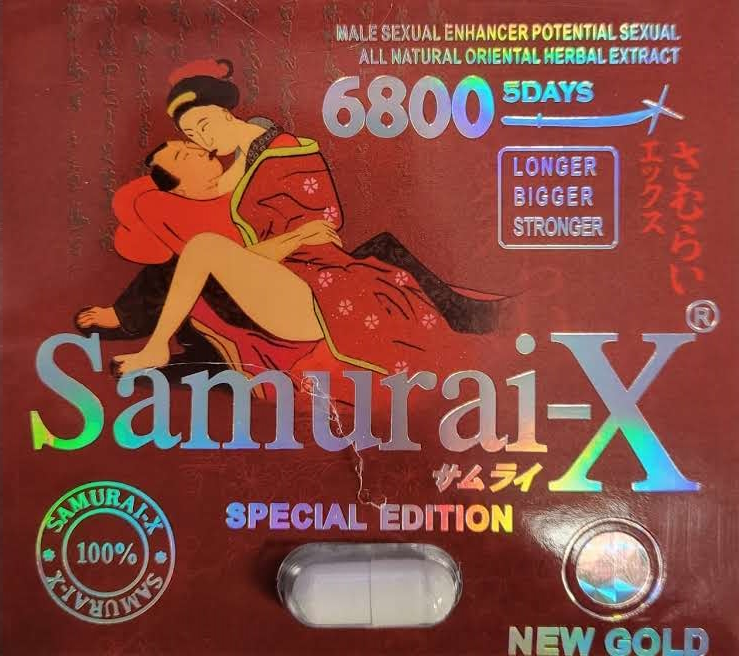 MALE SEXUAL ENHANCER POTENTIAL SEXUAL
ALL NATURAL ORIENTAL HERBAL EXTRACT
6800 5DAYS
LONGER
BIGGER
STRONGER
さむらい
エックス
Samurai-X®
サムライ
SPECIAL EDITION
SAMURAI-X
100%
SAMURAI-X
NEW GOLD